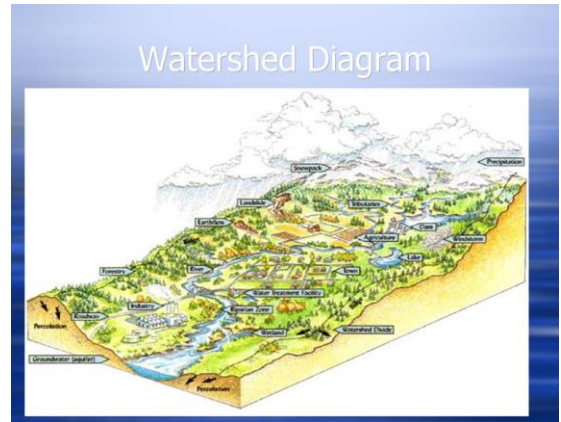 Watershed Diagram
Precipitation
Snowpack
Landslide
Tributaries
Earthflow
Dam
Agriculture
Windstorm
Lake
Forestry
River
Town
Water Treatment Facility
Industry
Roadway
Riparian Zone
Percolation
Wetland
Watershed Divide
Groundwater (aquifer)
Percolation